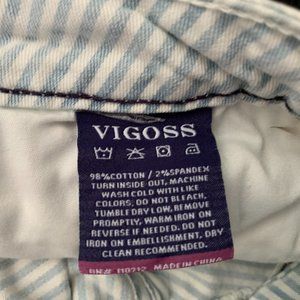 VIGOSS
98%COTTON / 2%SPANDEX
TURN INSIDE OUT, MACHINE
WASH COLD WITH LIKE
COLORS, DO NOT BLEACH,
TUMBLE DRY LOW, REMOVE
PROMPTLY, WARM IRON ON
REVERSE IF NEEDED. DO NOT
IRON ON EMBELLISHMENT, DRY
CLEAN RECOMMENDED.
RN# 110212 MADE IN CHINA